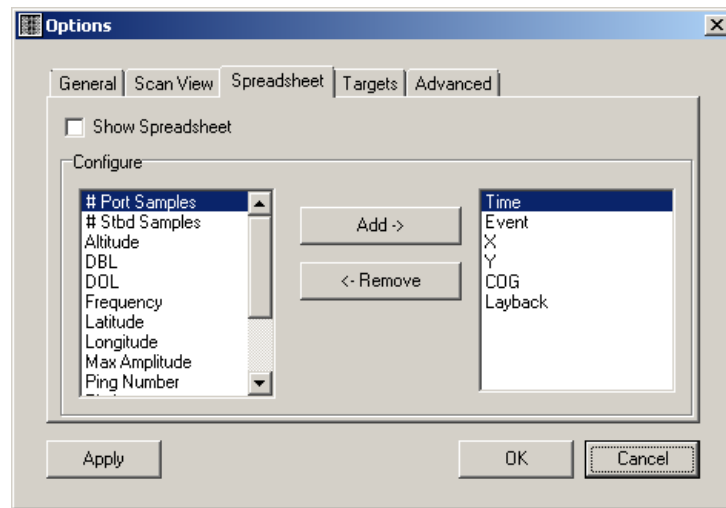 Options
General Scan View Spreadsheet Targets Advanced
Show Spreadsheet
Configure
# Port Samples
# Stbd Samples
Altitude
DBL
DOL
Frequency
Latitude
Longitude
Max Amplitude
Ping Number
Add ->
<- Remove
Time
Event
X
Y
COG
Layback
Apply
OK
Cancel